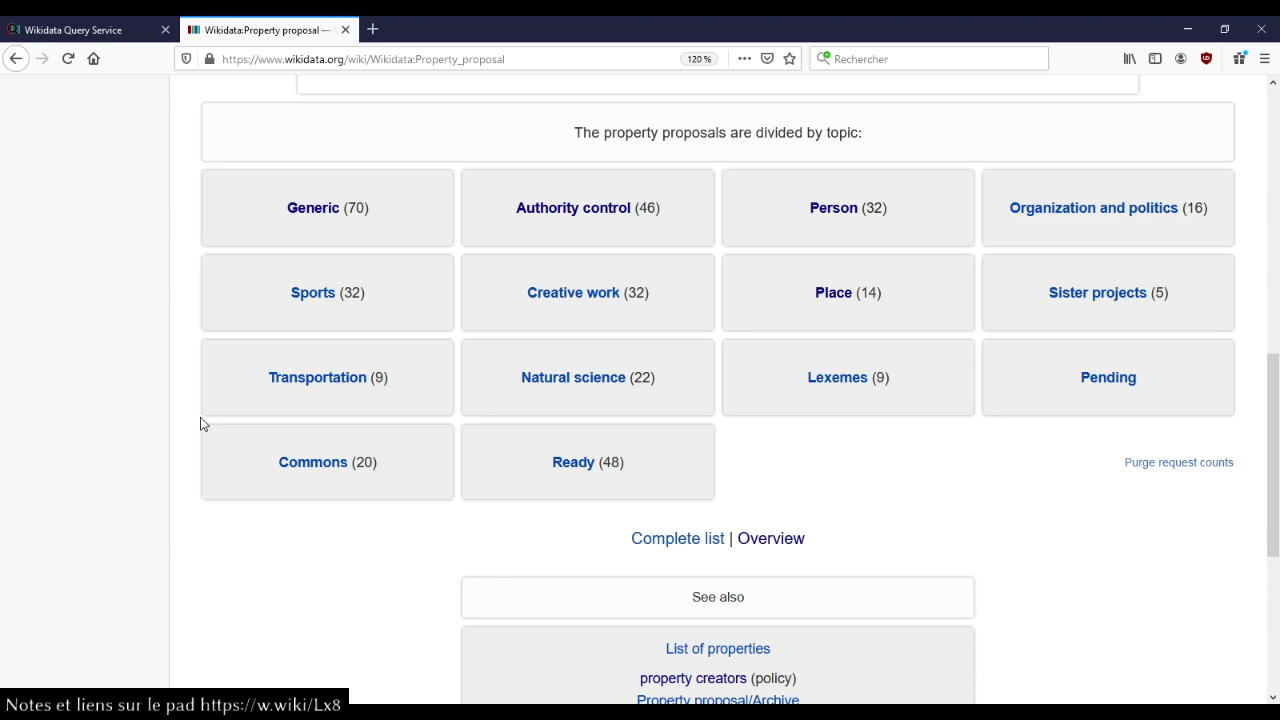 Wikidata Query Service
Wikidata:Property proposal —
https://www.wikidata.org/wiki/Wikidata:Property_proposal
120 %
Rechercher
The property proposals are divided by topic:
Generic (70)
Authority control (46)
Person (32)
Organization and politics (16)
Sports (32)
Creative work (32)
Place (14)
Sister projects (5)
Transportation (9)
Natural science (22)
Lexemes (9)
Pending
Commons (20)
Ready (48)
Purge request counts
Complete list | Overview
See also
List of properties
property creators (policy)
Property proposal/Archive
Notes et liens sur le pad https://w.wiki/Lx8